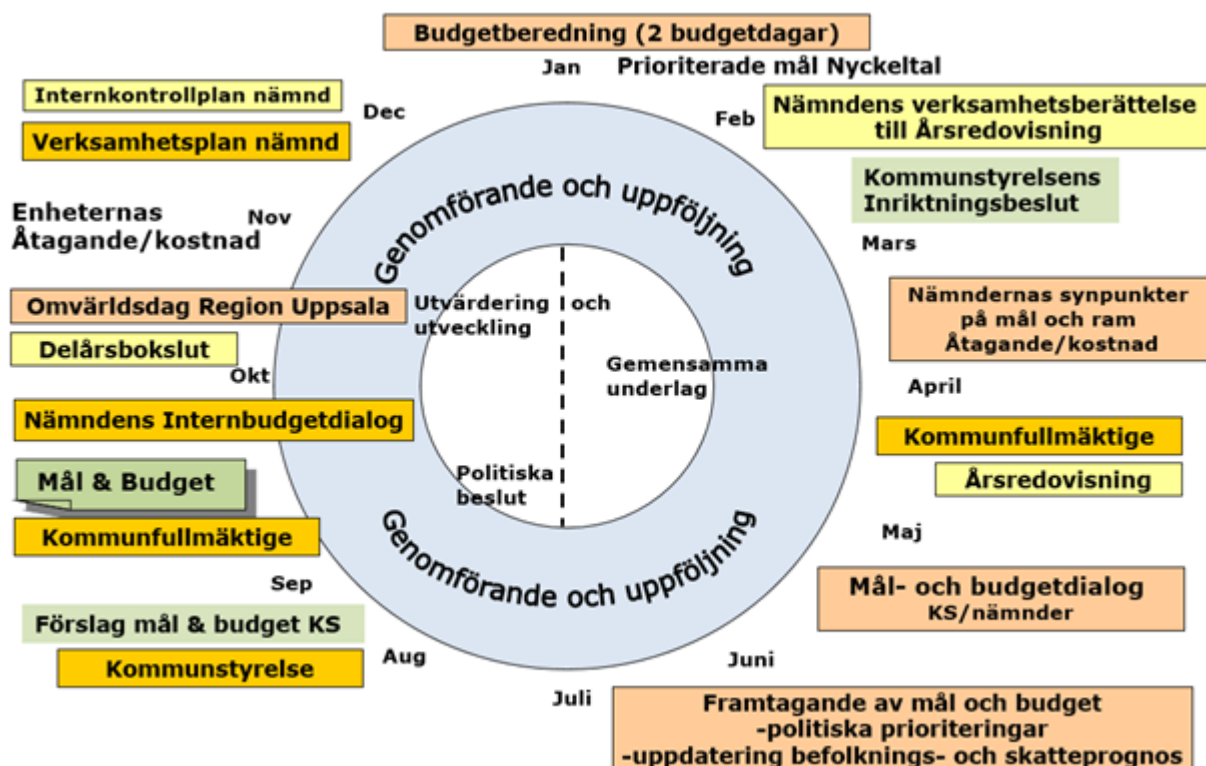 Budgetberedning (2 budgetdagar)
Jan
Prioriterade mål Nyckeltal
Internkontrollplan nämnd
Verksamhetsplan nämnd
Dec
Feb
Nämndens verksamhetsberättelse
till Årsredovisning
Kommunstyrelsens
Inriktningsbeslut
Enheternas
Åtagande/kostnad
Nov
Mars
Genomförande och uppföljning
Omvärldsdag Region Uppsala
Delårsbokslut
Okt
Utvärdering och
utveckling
Gemensamma
underlag
Nämndernas synpunkter
på mål och ram
Åtagande/kostnad
April
Nämndens Internbudgetdialog
Kommunfullmäktige
Årsredovisning
Mål & Budget
Kommunfullmäktige
Politiska
beslut
Genomförande och uppföljning
Maj
Sep
Mål- och budgetdialog
KS/nämnder
Förslag mål & budget KS
Kommunstyrelse
Aug
Juni
Juli
Framtagande av mål och budget
-politiska prioriteringar
-uppdatering befolknings- och skatteprognos